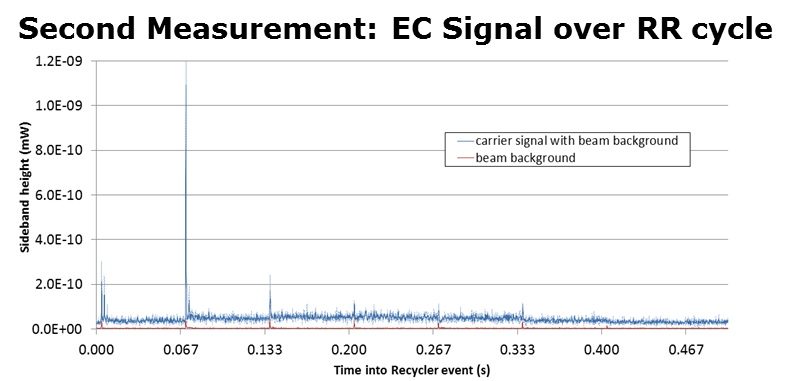 Second Measurement: EC Signal over RR cycle
1.2E-09
1.0E-09
8.0E-10
6.0E-10
4.0E-10
2.0E-10
0.0E+00
Sideband height (mW)
carrier signal with beam background
beam background
0.000 0.067 0.133 0.200 0.267 0.333 0.400 0.467
Time into Recycler event (s)